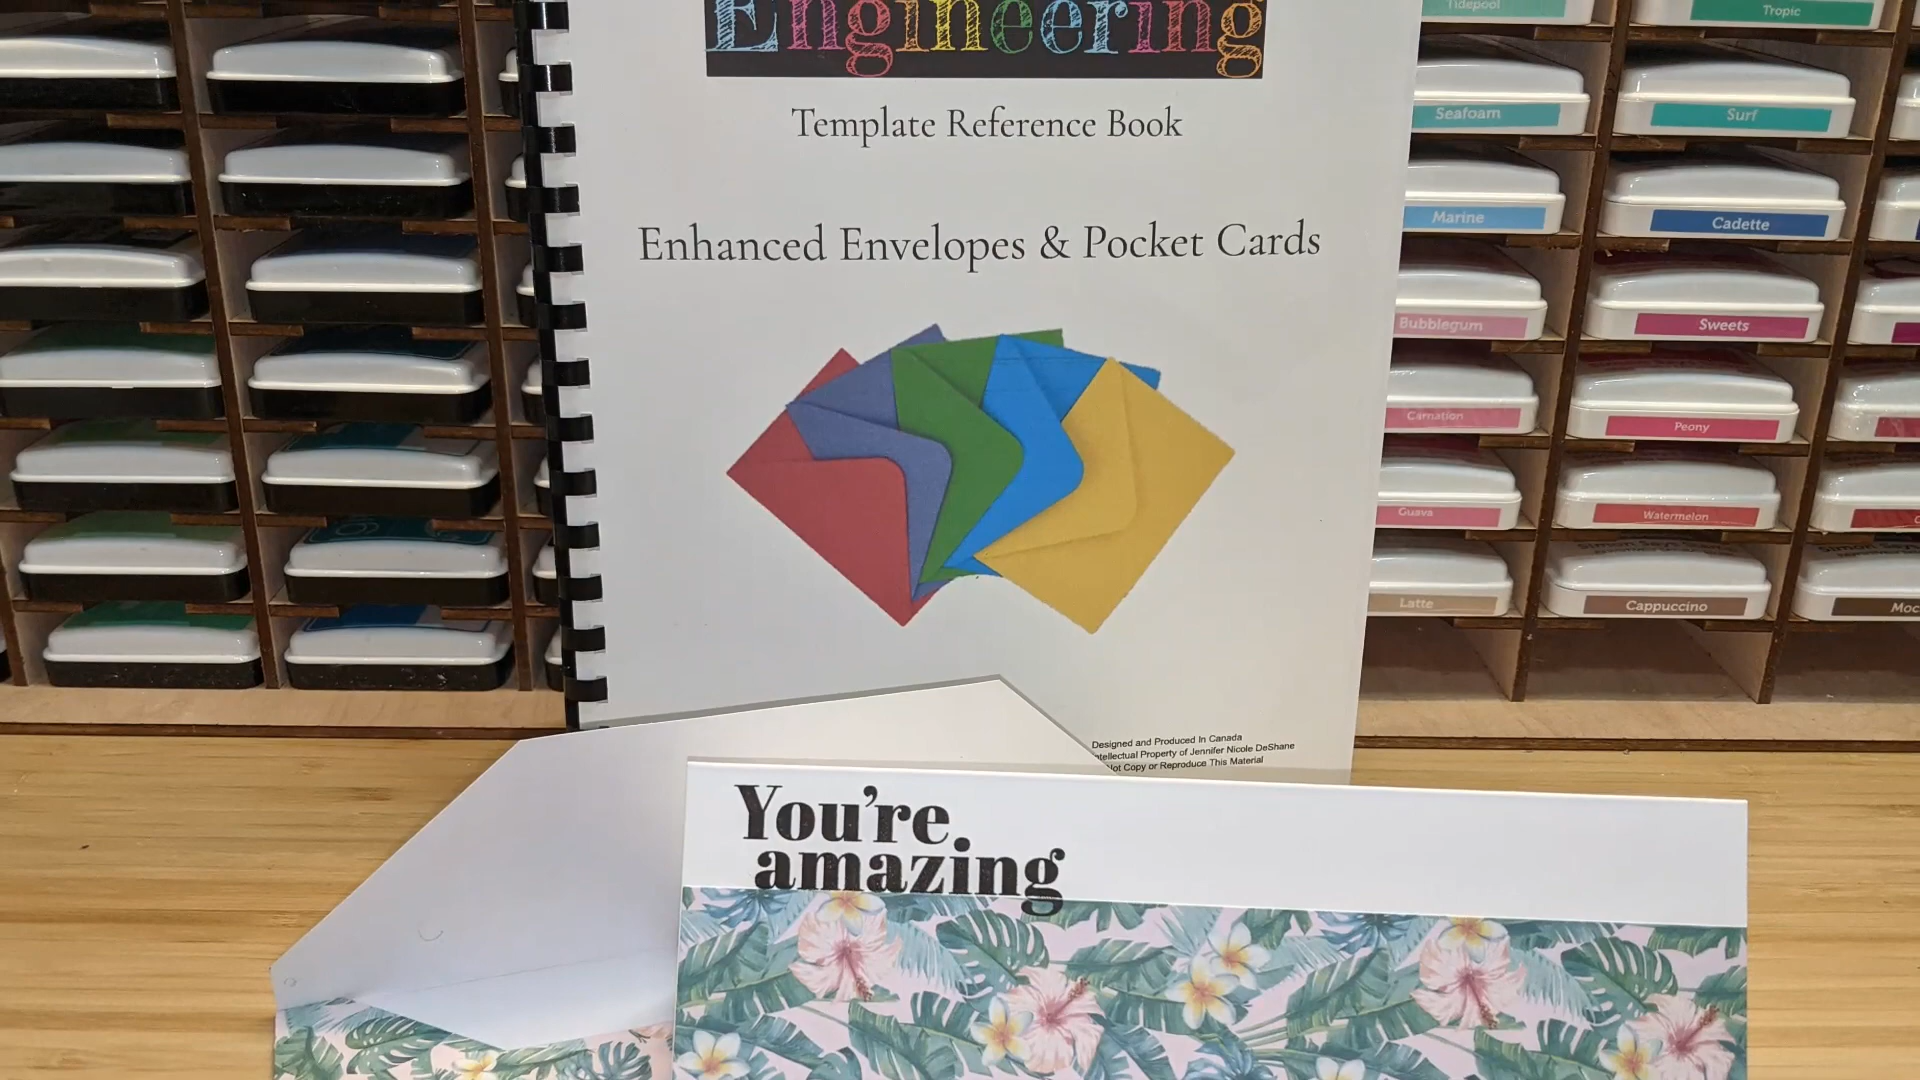 Engineering
Template Reference Book
Enhanced Envelopes & Pocket Cards
Designed and Produced In Canada
Intellectual Property of Jennifer Nicole DeShane
Not Copy or Reproduce This Material
You're
amazing
Tidepool
Tropic
Seafoam
Surf
Marine
Cadette
Bubblegum
Sweets
Carnation
Peony
Guava
Watermelon
Latte
Cappuccino
Moc